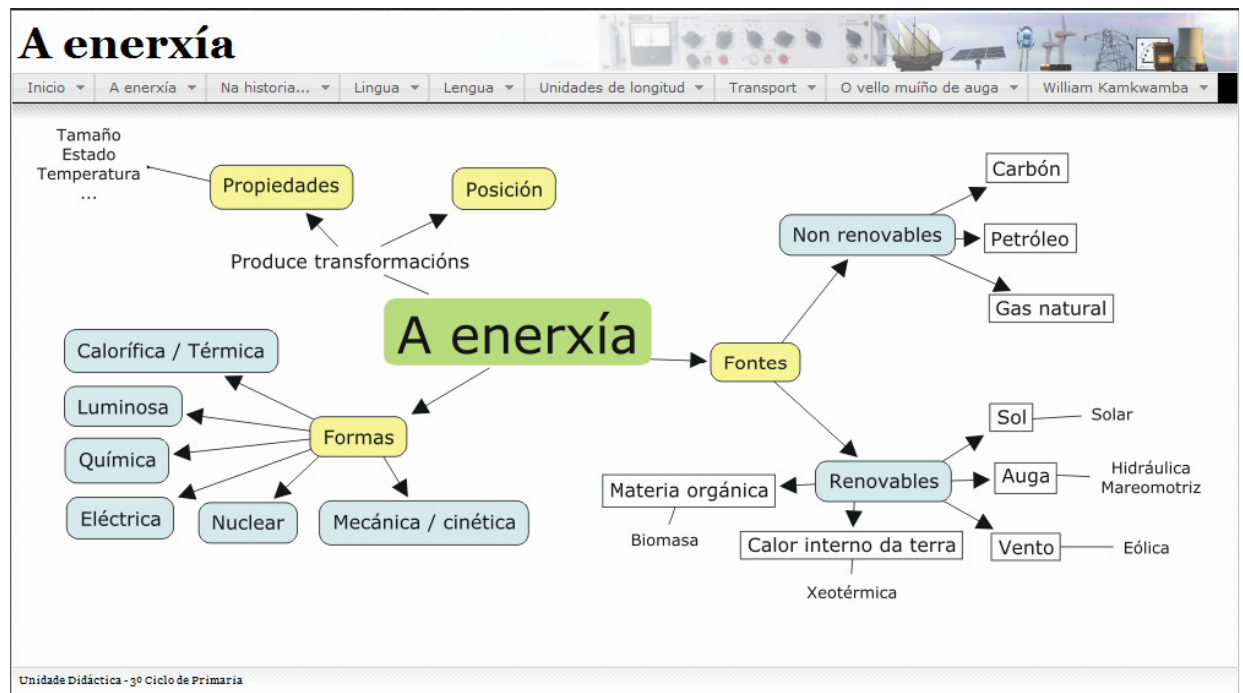 A enerxía
Inicio
A enerxía
Na historia...
Lingua
Lengua
Unidades de longitud
Transport
O vello muíño de auga
William Kamkwamba
Tamaño
Estado
Temperatura
...
Propiedades
Posición
Produce transformacións
A enerxía
Calorífica / Térmica
Luminosa
Química
Eléctrica
Nuclear
Mecánica / cinética
Formas
Fontes
Non renovables
Carbón
Petróleo
Gas natural
Renovables
Sol
Solar
Auga
Hidráulica
Mareomotriz
Vento
Eólica
Calor interno da terra
Xeotérmica
Materia orgánica
Biomasa
Unidade Didáctica - 3º Ciclo de Primaria